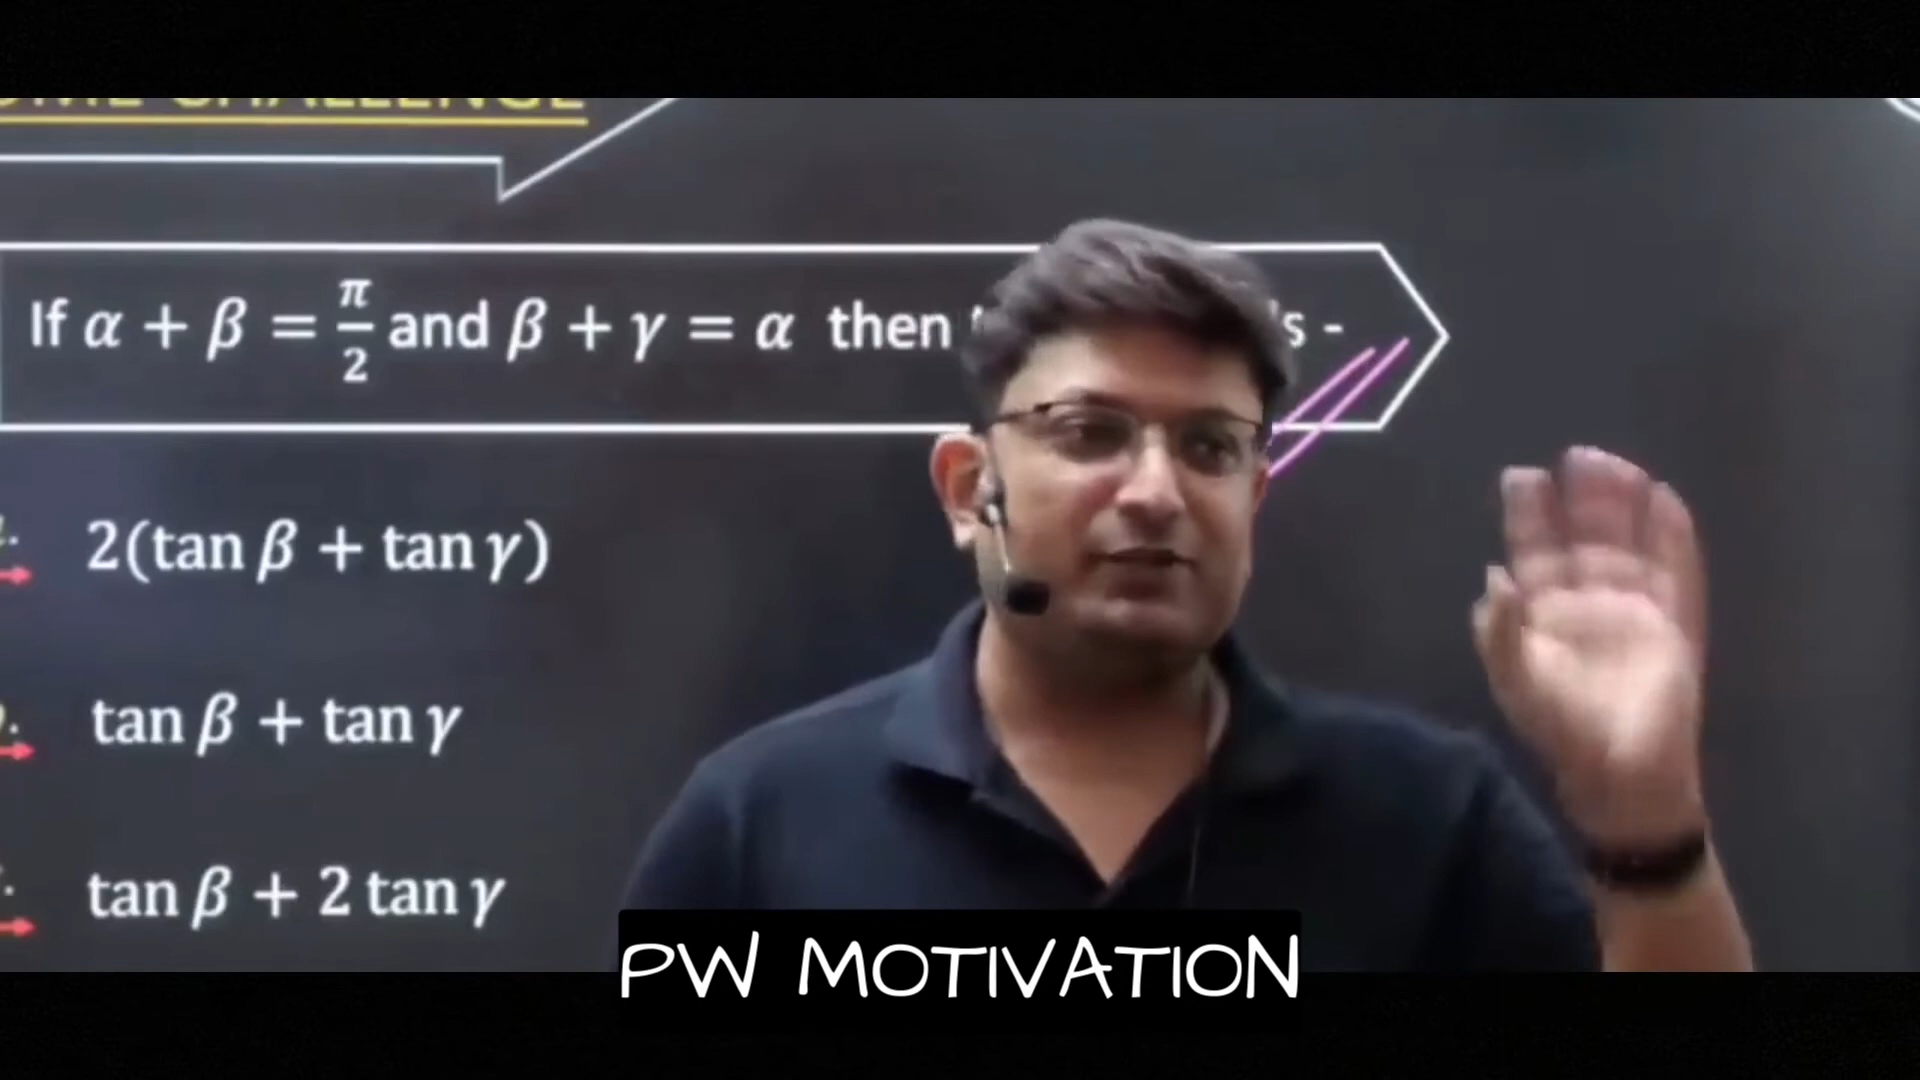 If α + β = π/2 and β + γ = α then s -
2(tan β + tan γ)
tan β + tan γ
tan β + 2 tan γ
PW MOTIVATION